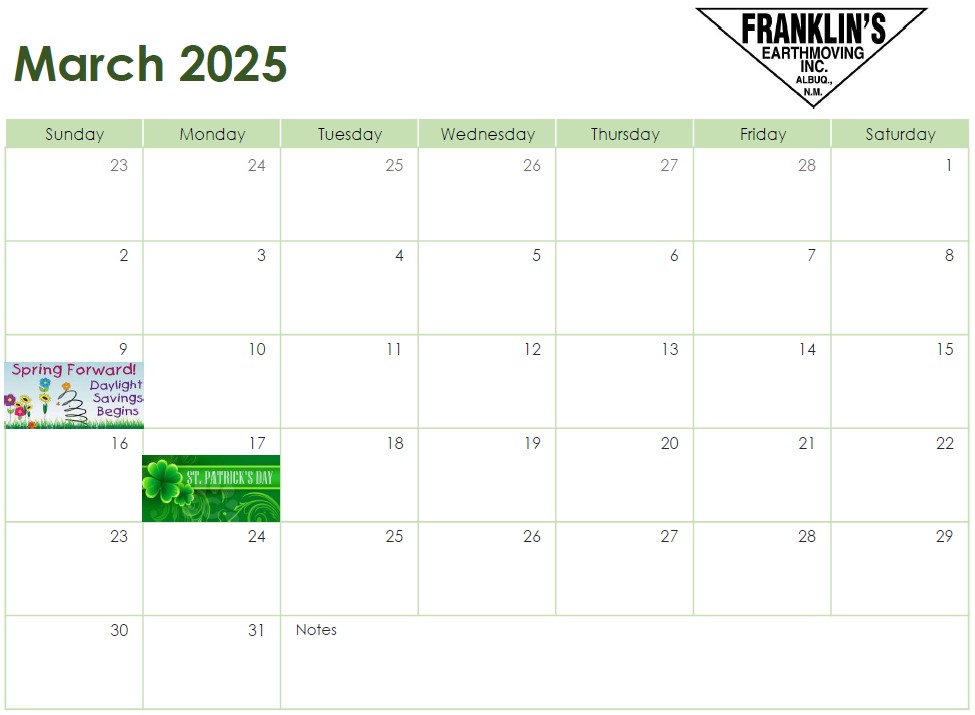 FRANKLIN'S
EARTHMOVING
INC.
ALBUQ.,
N.M.
March 2025
Sunday Monday Tuesday Wednesday Thursday Friday Saturday
23 24 25 26 27 28 1
2 3 4 5 6 7 8
9 10 11 12 13 14 15
Spring Forward!
Daylight
Savings
Begins
16 17 18 19 20 21 22
ST. PATRICK'S DAY
23 24 25 26 27 28 29
30 31 Notes